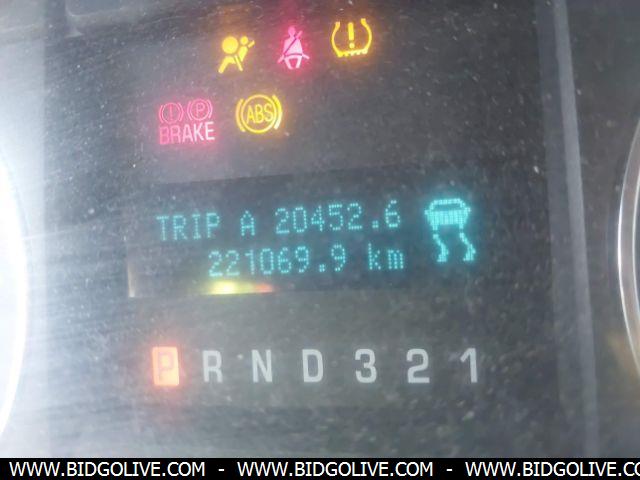 BRAKE ABS
TRIP A 20452.6
221069.9 km
P R N D 3 2 1
WWW.BIDGOLIVE.COM - WWW.BIDGOLIVE.COM - WWW.BIDGOLIVE.CO